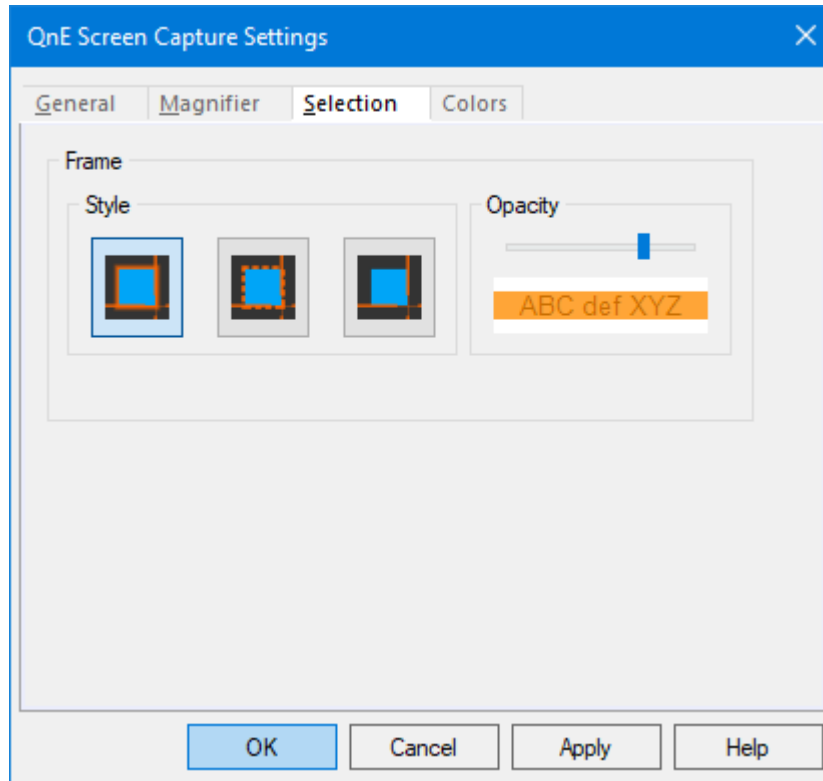 QnE Screen Capture Settings
General Magnifier Selection Colors
Frame
Style
Opacity
ABC def XYZ
OK Cancel Apply Help